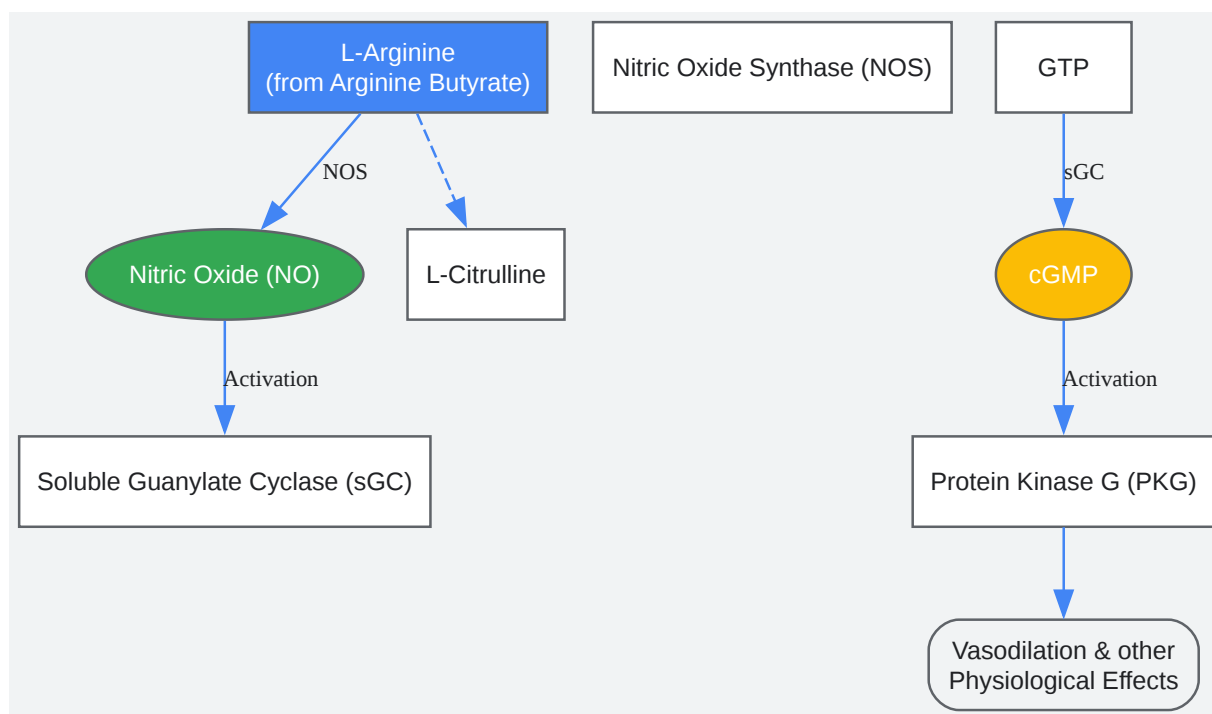 L-Arginine
(from Arginine Butyrate)
Nitric Oxide Synthase (NOS)
GTP
NOS
sGC
Nitric Oxide (NO)
L-Citrulline
cGMP
Activation
Activation
Soluble Guanylate Cyclase (sGC)
Protein Kinase G (PKG)
Vasodilation & other
Physiological Effects